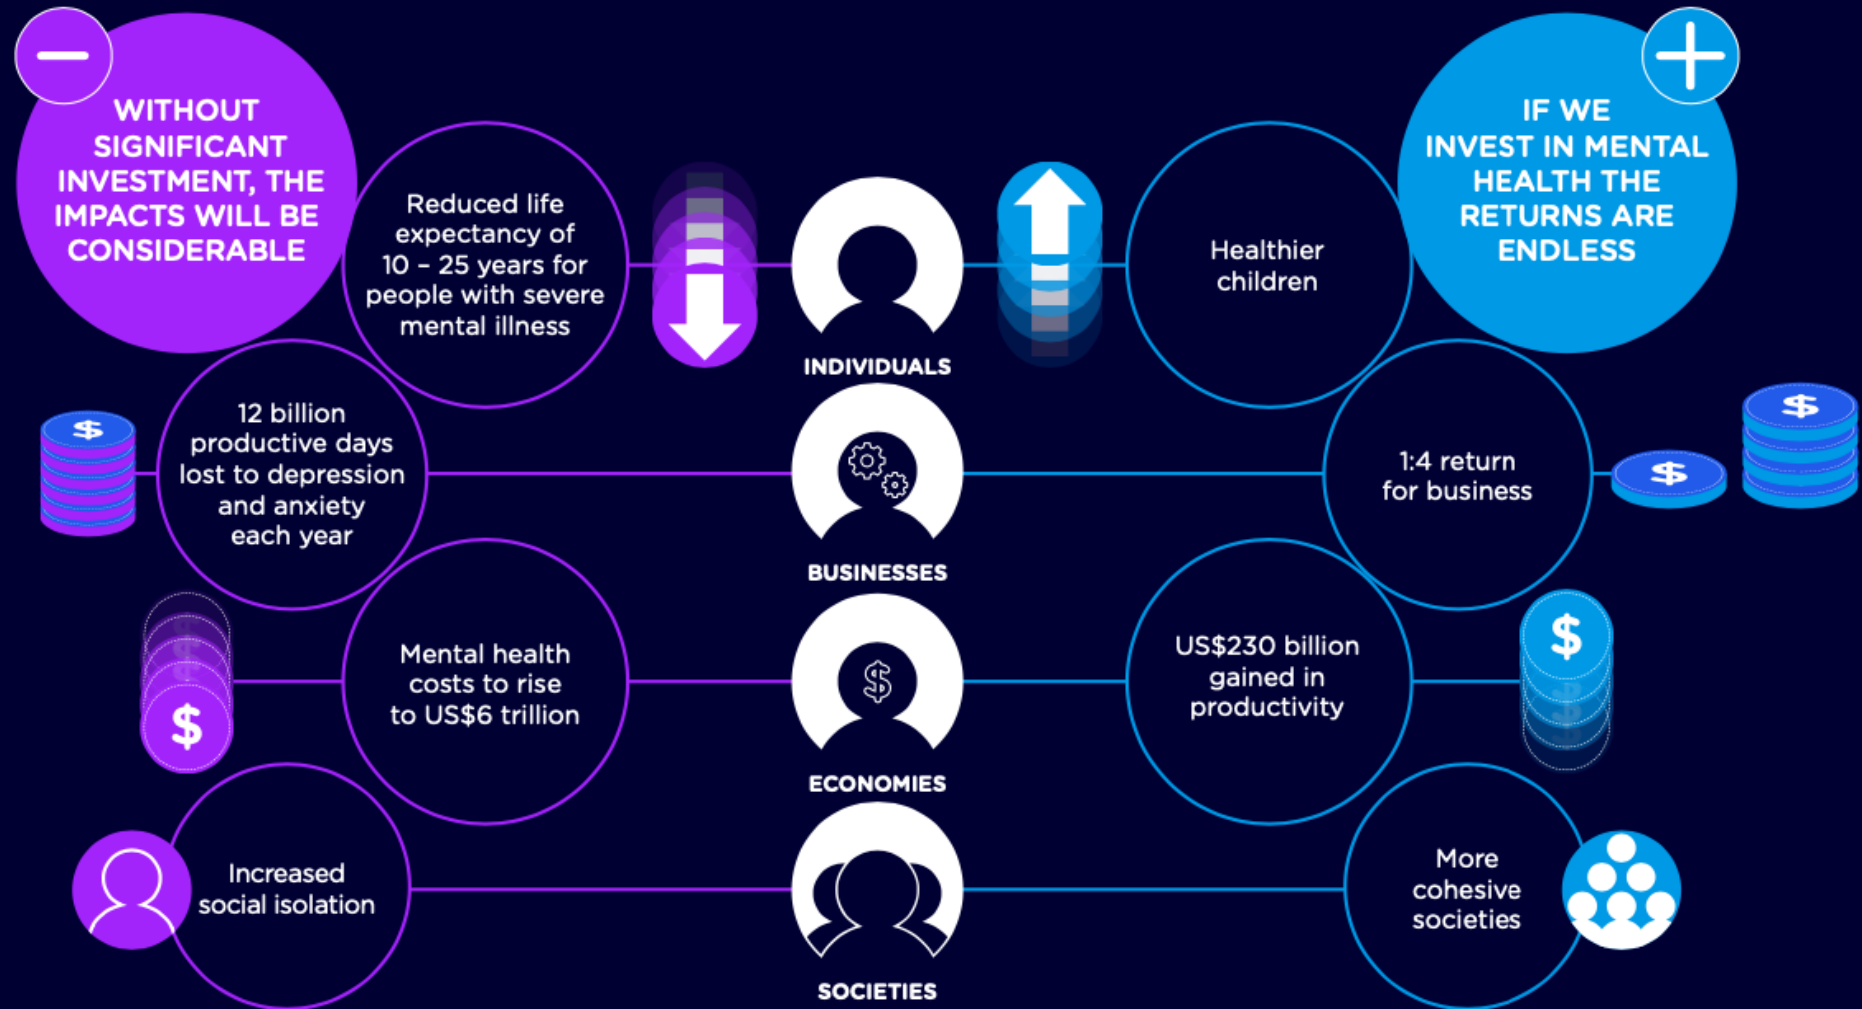 WITHOUT
SIGNIFICANT
INVESTMENT, THE
IMPACTS WILL BE
CONSIDERABLE
IF WE
INVEST IN MENTAL
HEALTH THE
RETURNS ARE
ENDLESS
Reduced life
expectancy of
10 – 25 years for
people with severe
mental illness
INDIVIDUALS
Healthier
children
$
12 billion
productive days
lost to depression
and anxiety
each year
BUSINESSES
1:4 return
for business
$
$
$
Mental health
costs to rise
to US$6 trillion
$
ECONOMIES
US$230 billion
gained in
productivity
$
Increased
social isolation
SOCIETIES
More
cohesive
societies